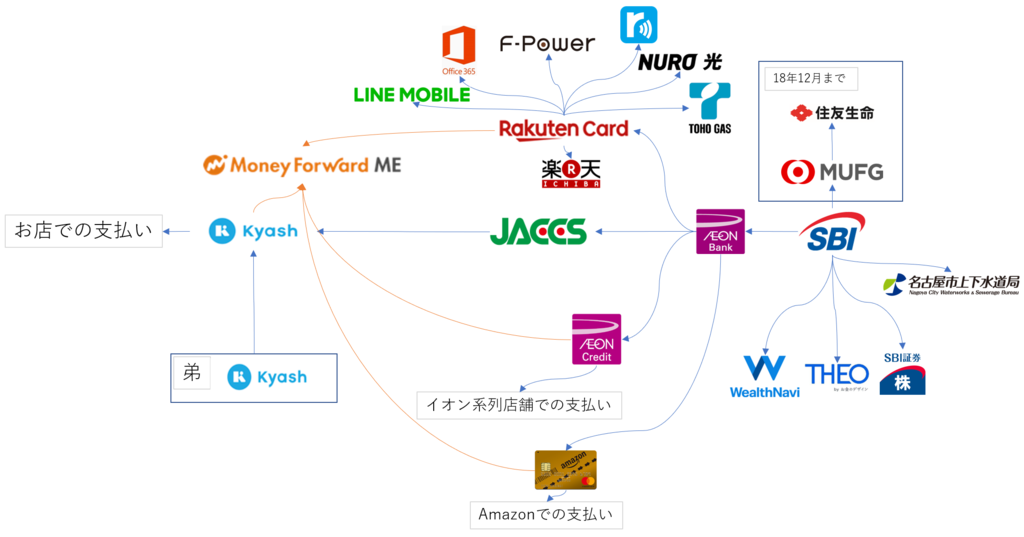 Office 365
F-Power
r
NURO 光
LINE MOBILE
TOHO GAS
18年12月まで
住友生命
MUFG
Rakuten Card
楽R天
ICHIBA
Money Forward ME
お店での支払い
K Kyash
JACCS
ÆON
Bank
SBI
名古屋市上下水道局
Nagoya City Waterworks & Sewerage Bureau
ÆON
Credit
弟
K Kyash
WealthNavi
THEO
SBI証券
株
イオン系列店舗での支払い
amazon
Amazonでの支払い